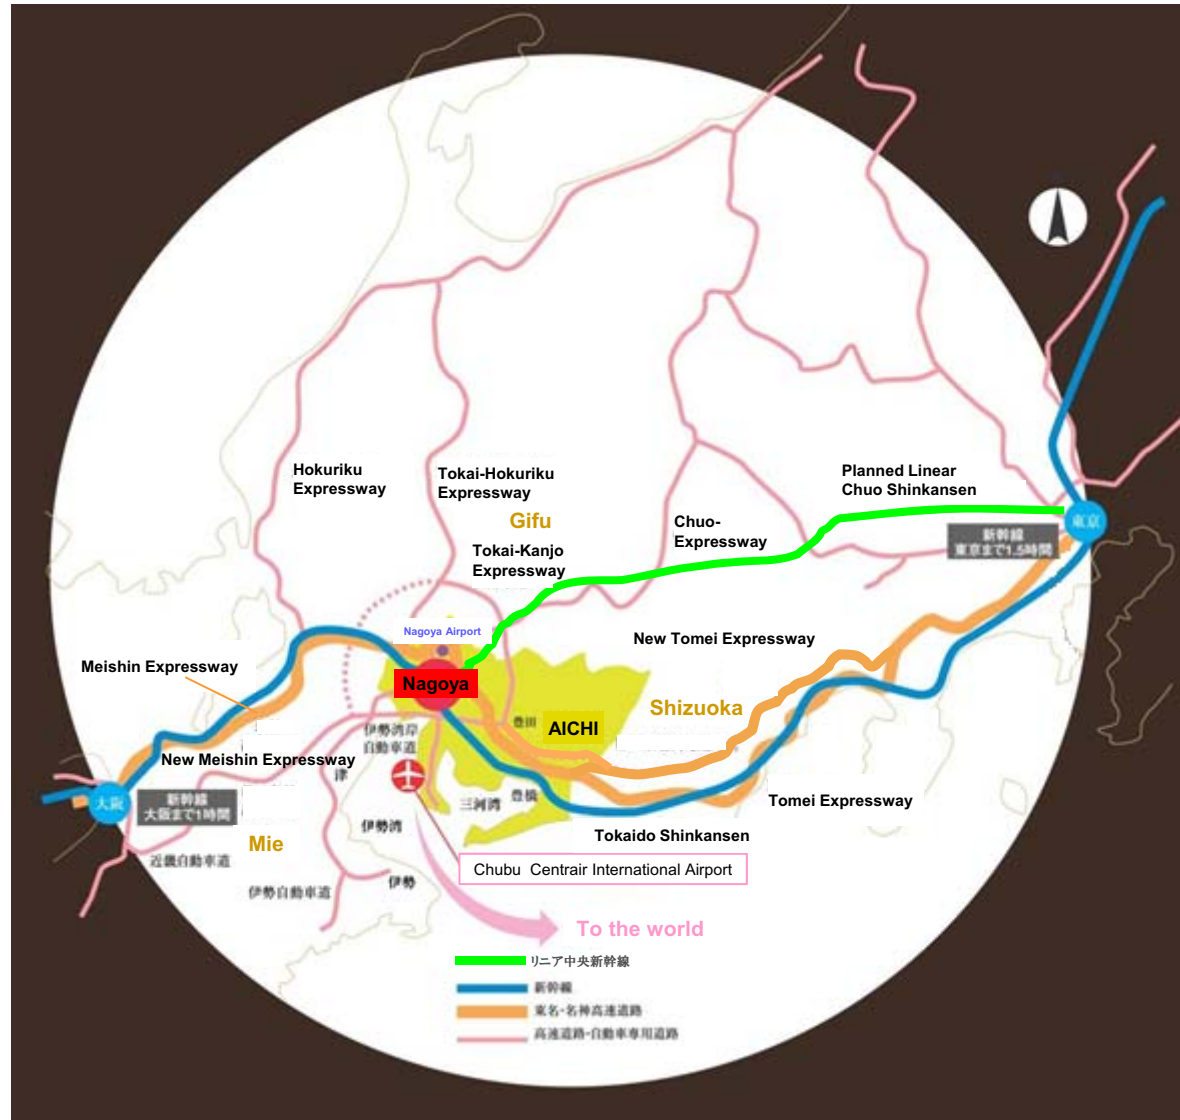 Hokuriku
Expressway
Tokai-Hokuriku
Expressway
Gifu
Planned Linear
Chuo Shinkansen
Chuo-
Expressway
東京
新幹線
東京まで1.5時間
Tokai-Kanjo
Expressway
Nagoya Airport
New Tomei Expressway
Meishin Expressway
Nagoya
Shizuoka
豊田
AICHI
伊勢湾岸
自動車道
New Meishin Expressway
津
大阪
新幹線
大阪まで1時間
三河湾
豊橋
Tomei Expressway
伊勢湾
Tokaido Shinkansen
Mie
近畿自動車道
Chubu Centrair International Airport
伊勢
伊勢自動車道
To the world
リニア中央新幹線
新幹線
東名・名神高速道路
高速道路・自動車専用道路